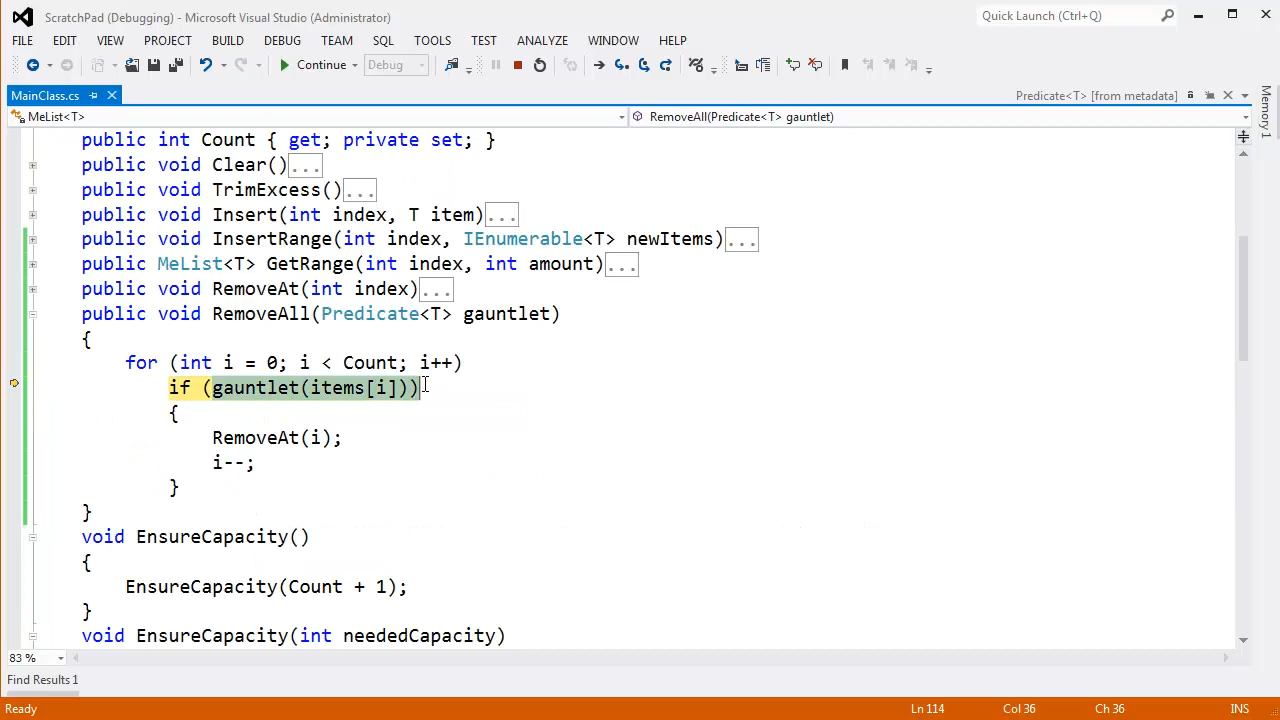 ScratchPad (Debugging) - Microsoft Visual Studio (Administrator)
Quick Launch (Ctrl+Q)
FILE EDIT VIEW PROJECT BUILD DEBUG TEAM SQL TOOLS TEST ANALYZE WINDOW HELP
Continue Debug
MainClass.cs Predicate<T> [from metadata]
MeList<T> RemoveAll(Predicate<T> gauntlet)
public int Count { get; private set; }
public void Clear()...
public void TrimExcess()...
public void Insert(int index, T item)...
public void InsertRange(int index, IEnumerable<T> newItems)...
public MeList<T> GetRange(int index, int amount)...
public void RemoveAt(int index)...
public void RemoveAll(Predicate<T> gauntlet)
{
for (int i = 0; i < Count; i++)
if (gauntlet(items[i]))
{
RemoveAt(i);
i--;
}
}
void EnsureCapacity()
{
EnsureCapacity(Count + 1);
}
void EnsureCapacity(int neededCapacity)
83 %
Find Results 1
Ready Ln 114 Col 36 Ch 36 INS
Memory 1